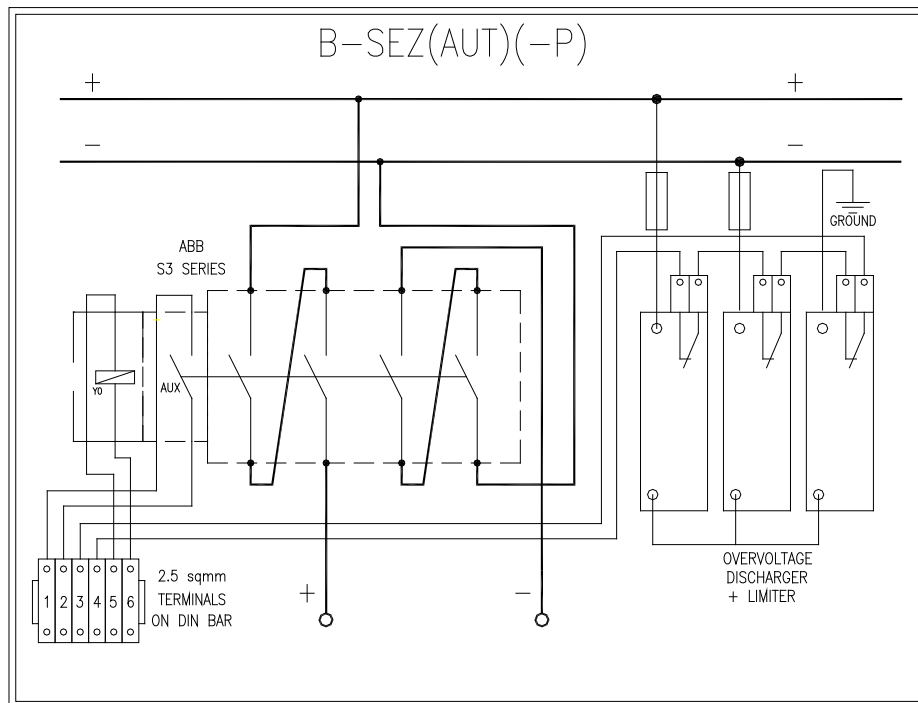 B-SEZ(AUT)(-P)
+ +
- -
GROUND
ABB
S3 SERIES
Y0
AUX
1 2 3 4 5 6
2.5 sqmm
TERMINALS
ON DIN BAR
+ -
OVERVOLTAGE
DISCHARGER
+ LIMITER